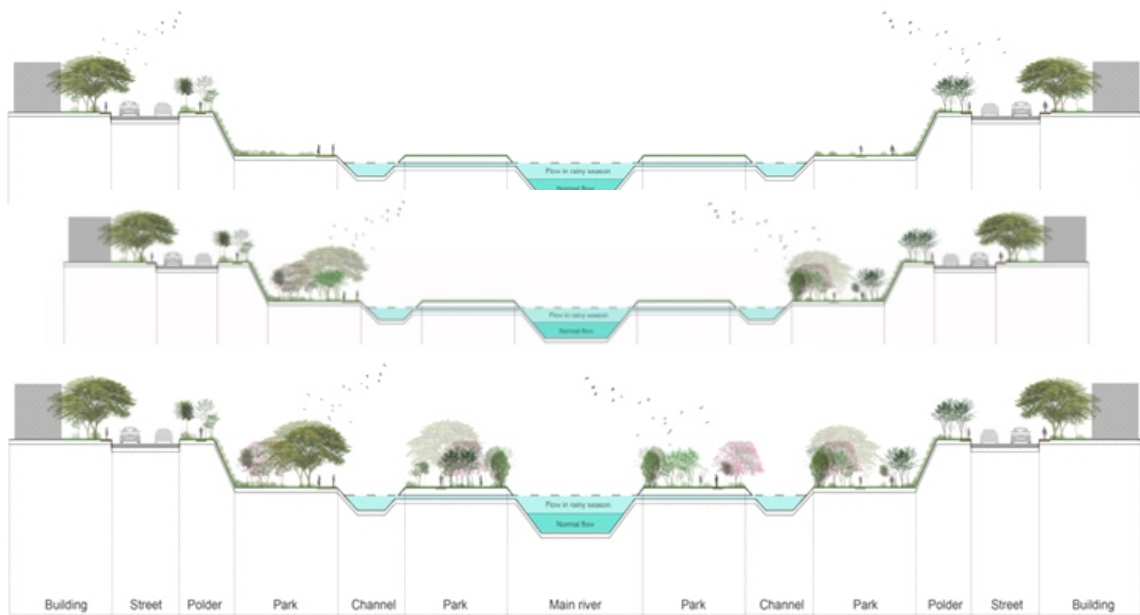 Flow in rainy season
Normal flow
Flow in rainy season
Normal flow
Flow in rainy season
Normal flow
Building Street Polder Park Channel Park Main river Park Channel Park Polder Street Building